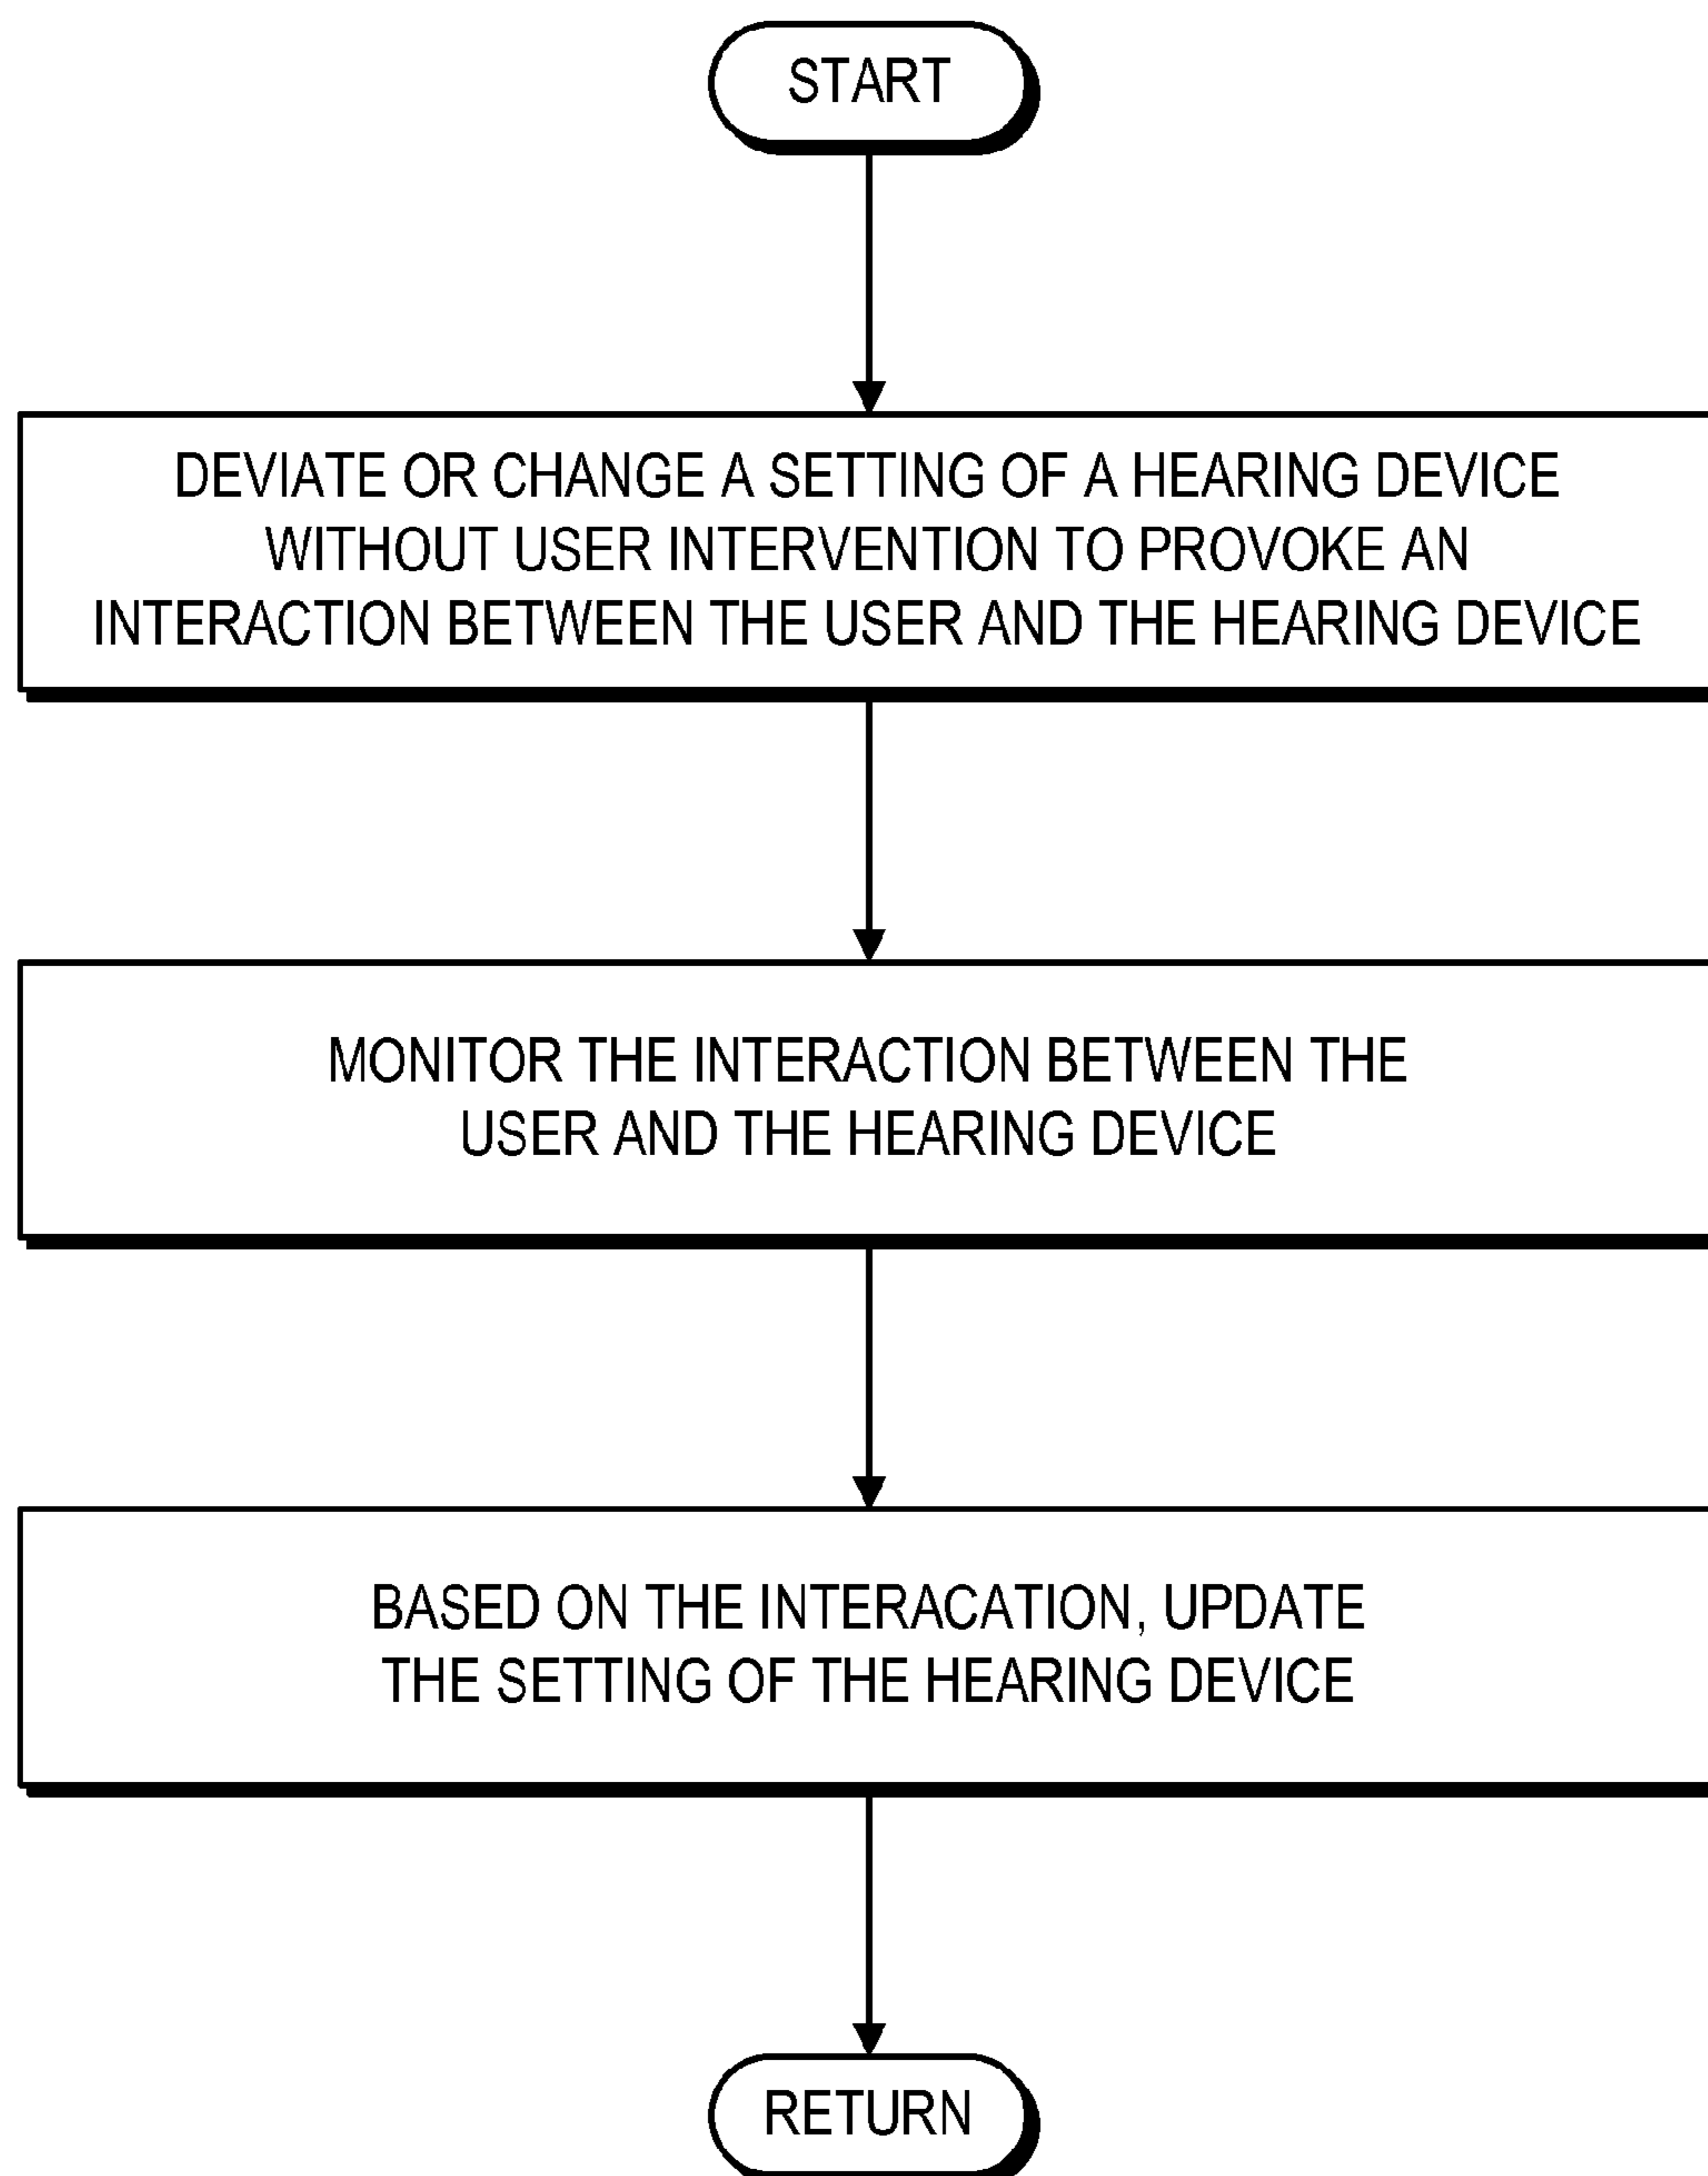 START
DEVIATE OR CHANGE A SETTING OF A HEARING DEVICE
WITHOUT USER INTERVENTION TO PROVOKE AN
INTERACTION BETWEEN THE USER AND THE HEARING DEVICE
MONITOR THE INTERACTION BETWEEN THE
USER AND THE HEARING DEVICE
BASED ON THE INTERACATION, UPDATE
THE SETTING OF THE HEARING DEVICE
RETURN